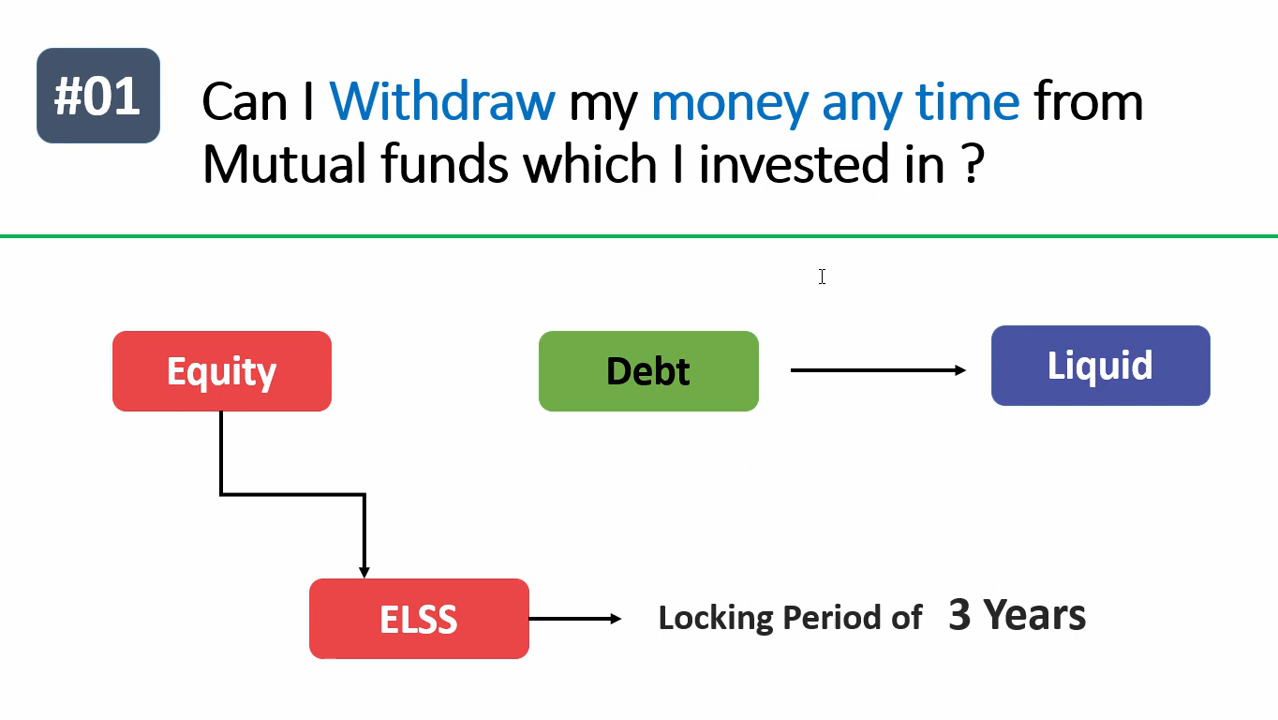 #01
Can I Withdraw my money any time from
Mutual funds which I invested in ?
Equity
Debt
Liquid
ELSS
Locking Period of 3 Years